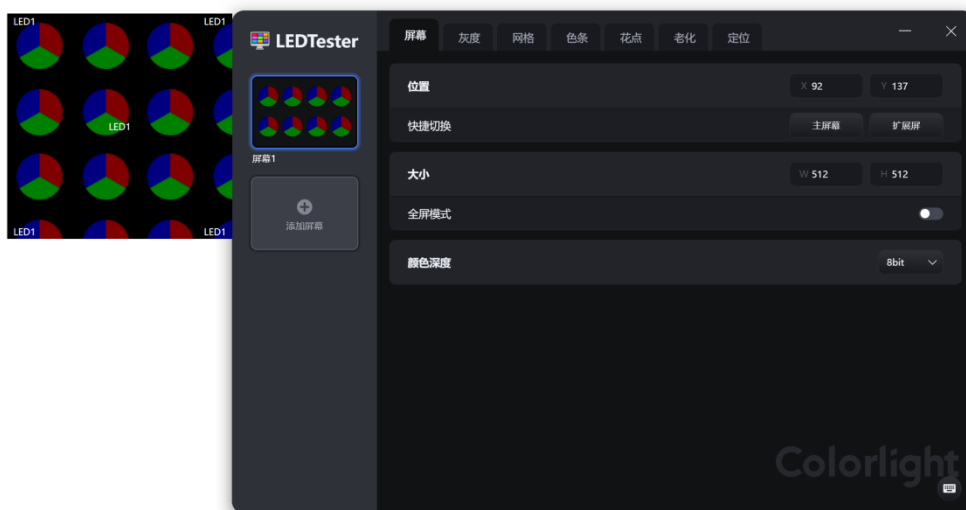 LED1 LED1
LED1
LED1 LED1
LEDTester
屏幕1
添加屏幕
屏幕 灰度 网格 色条 花点 老化 定位
位置 X 92 Y 137
快捷切换 主屏幕 扩展屏
大小 W 512 H 512
全屏模式
颜色深度 8bit
Colorlight